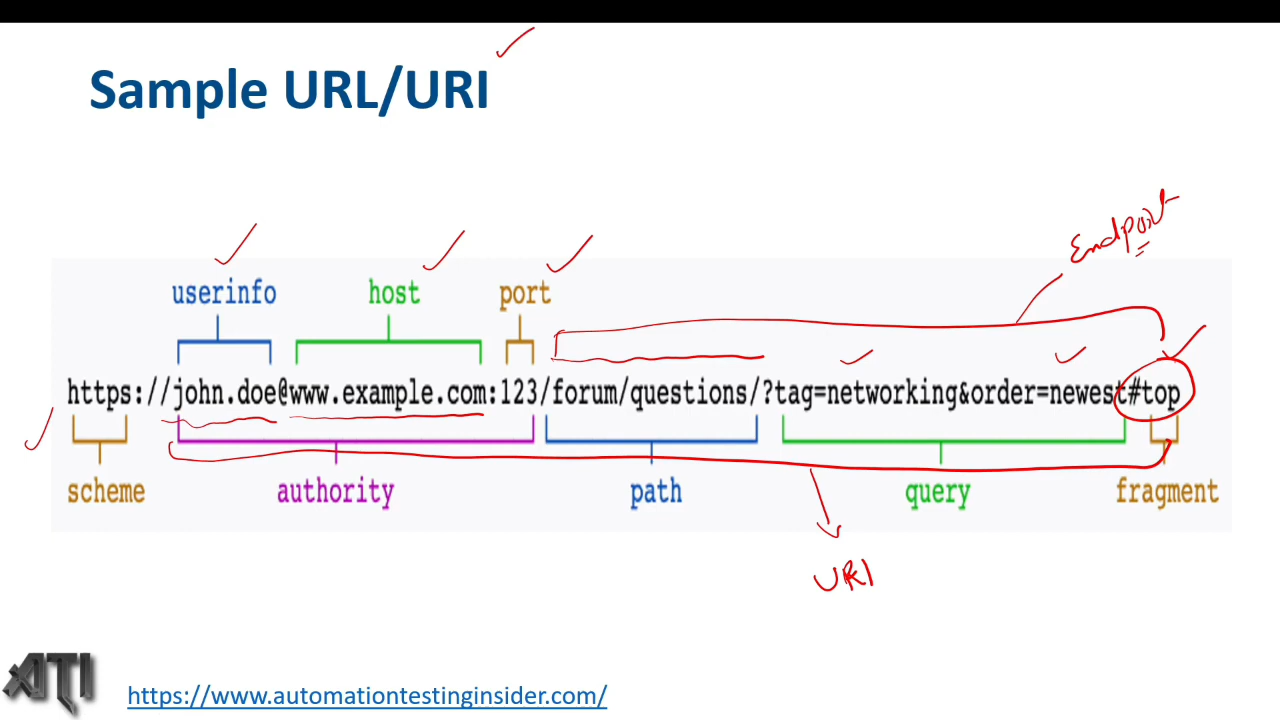 Sample URL/URI
Endpoint
userinfo host port
https://john.doe@www.example.com:123/forum/questions/?tag=networking&order=newest#top
scheme authority path query fragment
URI
ATI
https://www.automationtestinginsider.com/